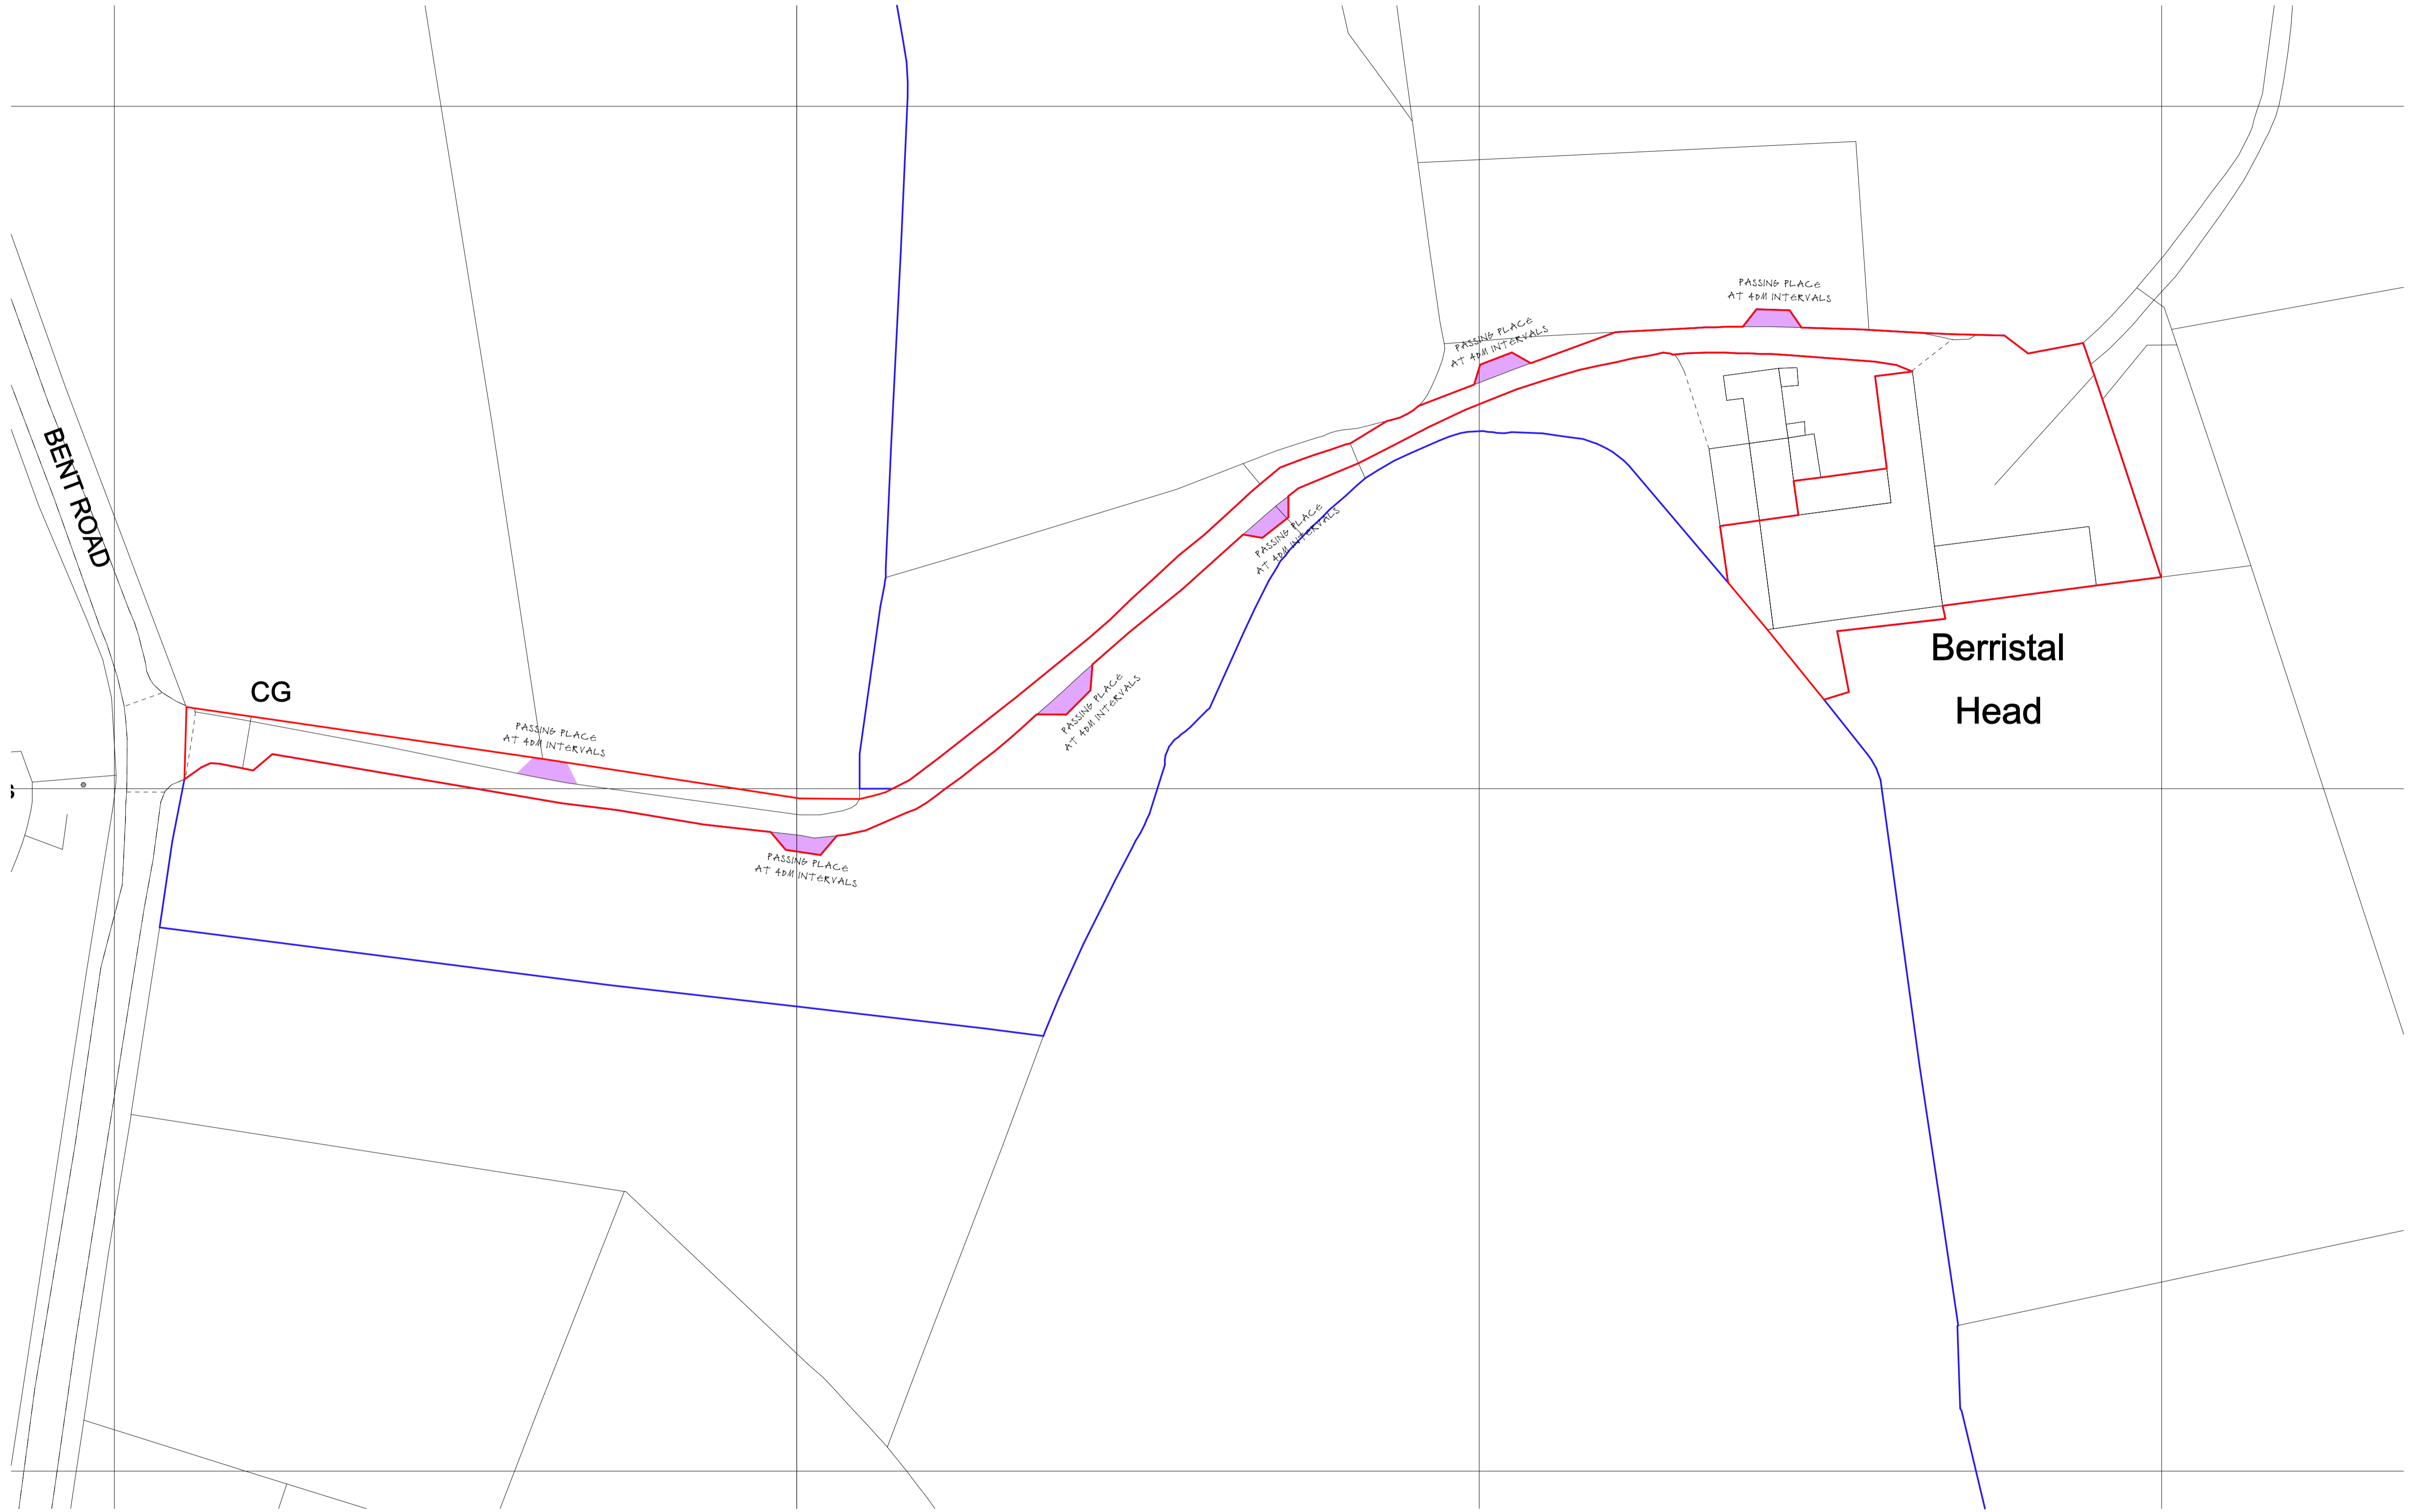 PASSING PLACE
AT 40M INTERVALS
PASSING PLACE
AT 40M INTERVALS
BENT ROAD
PASSING PLACE
AT 40M INTERVALS
Berristal
Head
CG
PASSING PLACE
AT 40M INTERVALS
PASSING PLACE
AT 40M INTERVALS
PASSING PLACE
AT 40M INTERVALS